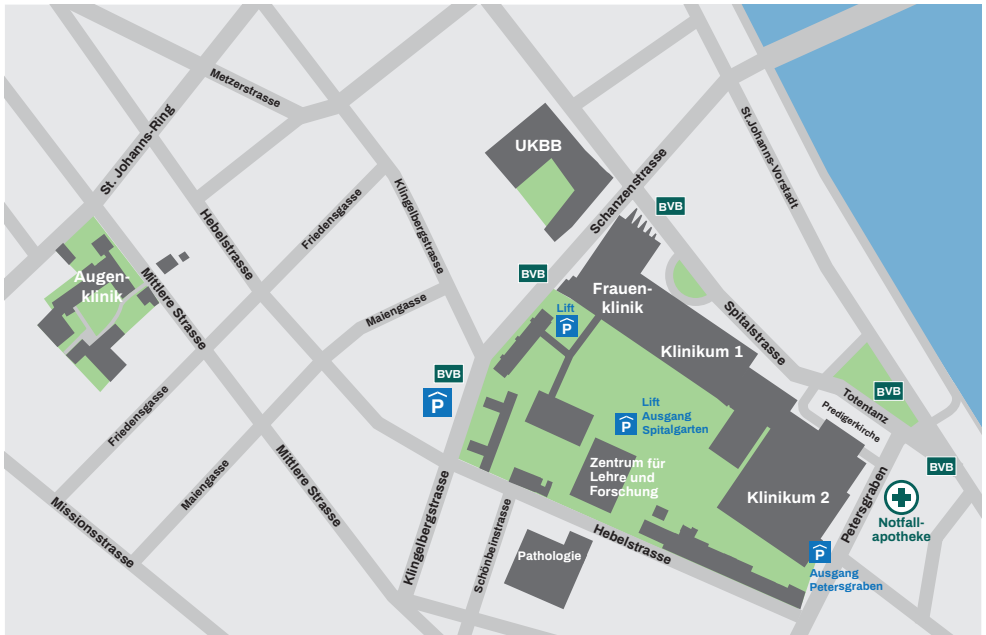 Metzerstrasse
St. Johanns-Ring
UKBB
St.Johanns-Vorstadt
Schanzenstrasse
Klingelbergstrasse
Friedensgasse
Hebelstrasse
BVB
Augen-
klinik
Mittlere Strasse
BVB
Frauen-
klinik
Lift
P
Maiengasse
Spitalstrasse
Klinikum 1
BVB
P
BVB
Totentanz
Predigerkirche
Lift
Ausgang
Spitalgarten
P
Friedensgasse
Maiengasse
Mittlere Strasse
Zentrum für
Lehre und
Forschung
Klinikum 2
BVB
Petersgraben
Notfall-
apotheke
Missionsstrasse
Klingelbergstrasse
Schönbeinstrasse
Pathologie
Hebelstrasse
P
Ausgang
Petersgraben